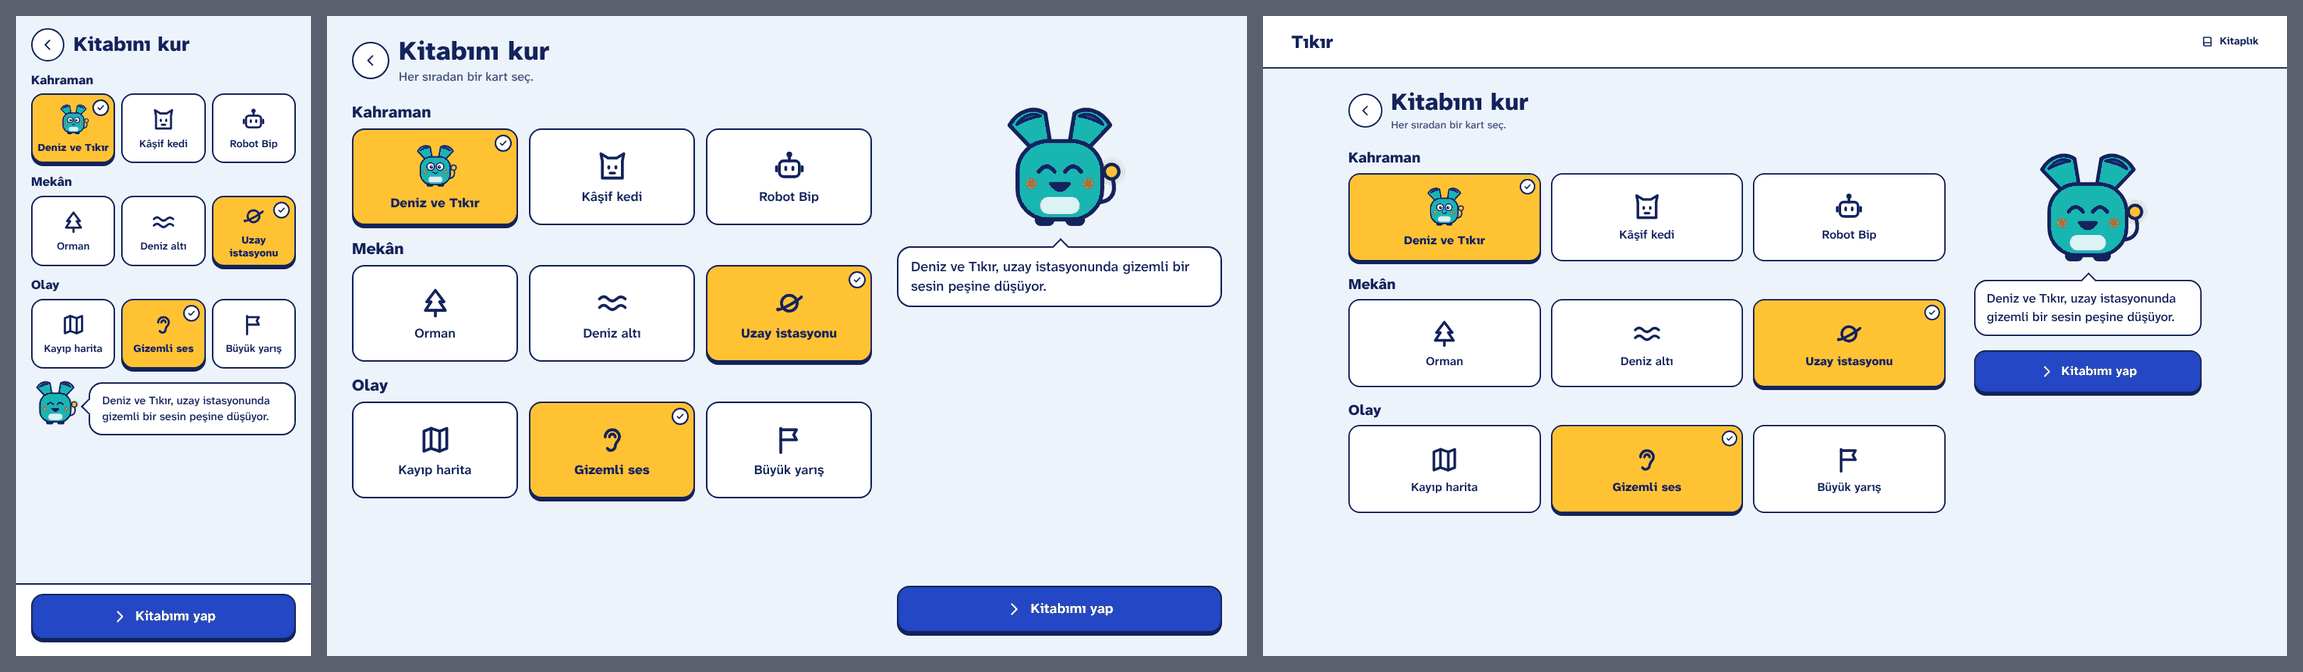 Kitabını kur
Kahraman
Deniz ve Tıkır
Kâşif kedi
Robot Bip
Mekân
Orman
Deniz altı
Uzay
istasyonu
Olay
Kayıp harita
Gizemli ses
Büyük yarış
Deniz ve Tıkır, uzay istasyonunda
gizemli bir sesin peşine düşüyor.
Kitabımı yap
Kitabını kur
Her sıradan bir kart seç.
Kahraman
Deniz ve Tıkır
Kâşif kedi
Robot Bip
Mekân
Orman
Deniz altı
Uzay istasyonu
Olay
Kayıp harita
Gizemli ses
Büyük yarış
Deniz ve Tıkır, uzay istasyonunda gizemli bir
sesin peşine düşüyor.
Kitabımı yap
Tıkır
Kitaplık
Kitabını kur
Her sıradan bir kart seç.
Kahraman
Deniz ve Tıkır
Kâşif kedi
Robot Bip
Mekân
Orman
Deniz altı
Uzay istasyonu
Olay
Kayıp harita
Gizemli ses
Büyük yarış
Deniz ve Tıkır, uzay istasyonunda
gizemli bir sesin peşine düşüyor.
Kitabımı yap